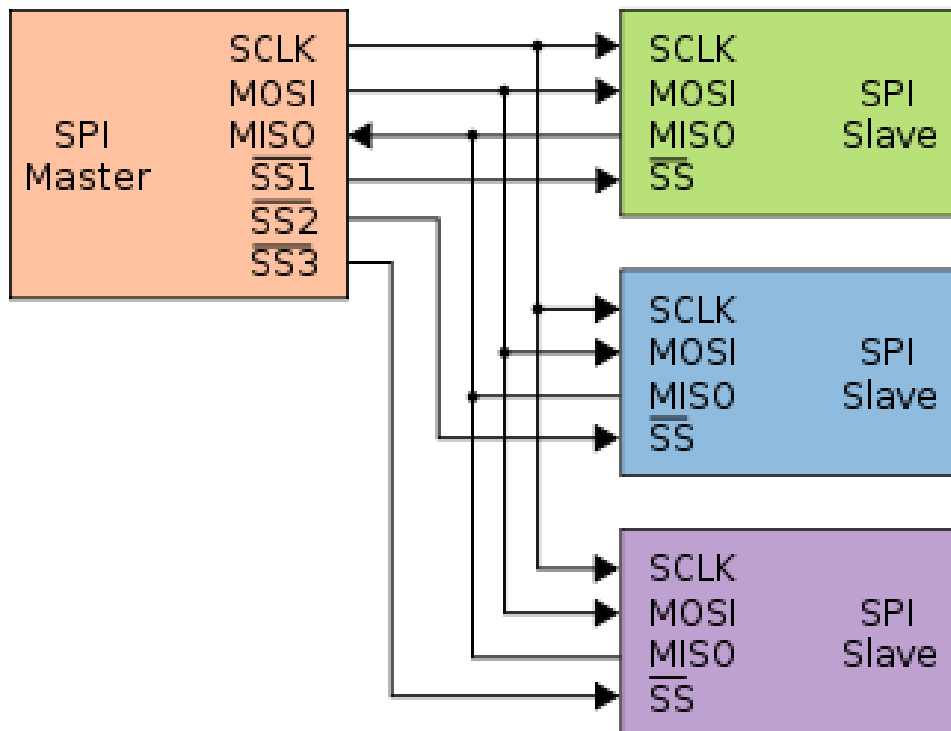 SCLK
MOSI
MISO
SS1
SS2
SS3
SPI
Master
SCLK
MOSI
MISO
SS
SPI
Slave
SCLK
MOSI
MISO
SS
SPI
Slave
SCLK
MOSI
MISO
SS
SPI
Slave